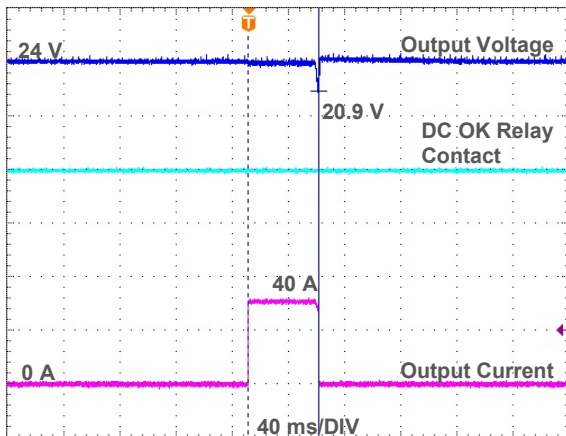 T
24 V
Output Voltage
20.9 V
DC OK Relay
Contact
40 A
0 A
Output Current
40 ms/DIV